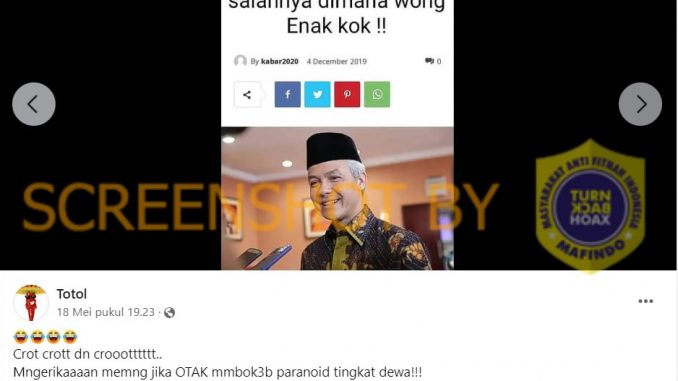 salahnya dimana wong
Enak kok !!
By kabar2020 4 December 2019 0
SCREENSHOT BY
MASYARAKAT ANTI FITNAH INDONESIA
TURN
BACK
HOAX
MAFINDO
Totol
18 Mei pukul 19.23 ·
Crot crott dn croootttttt..
Mngerikaaaan memng jika OTAK mmbok3b paranoid tingkat dewa!!!